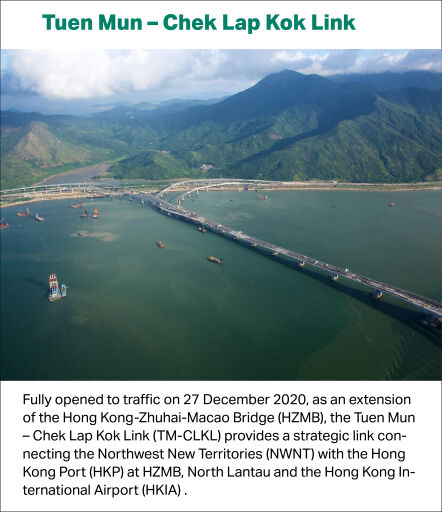 Tuen Mun – Chek Lap Kok Link
Fully opened to traffic on 27 December 2020, as an extension
of the Hong Kong-Zhuhai-Macao Bridge (HZMB), the Tuen Mun
– Chek Lap Kok Link (TM-CLKL) provides a strategic link con-
necting the Northwest New Territories (NWNT) with the Hong
Kong Port (HKP) at HZMB, North Lantau and the Hong Kong In-
ternational Airport (HKIA) .